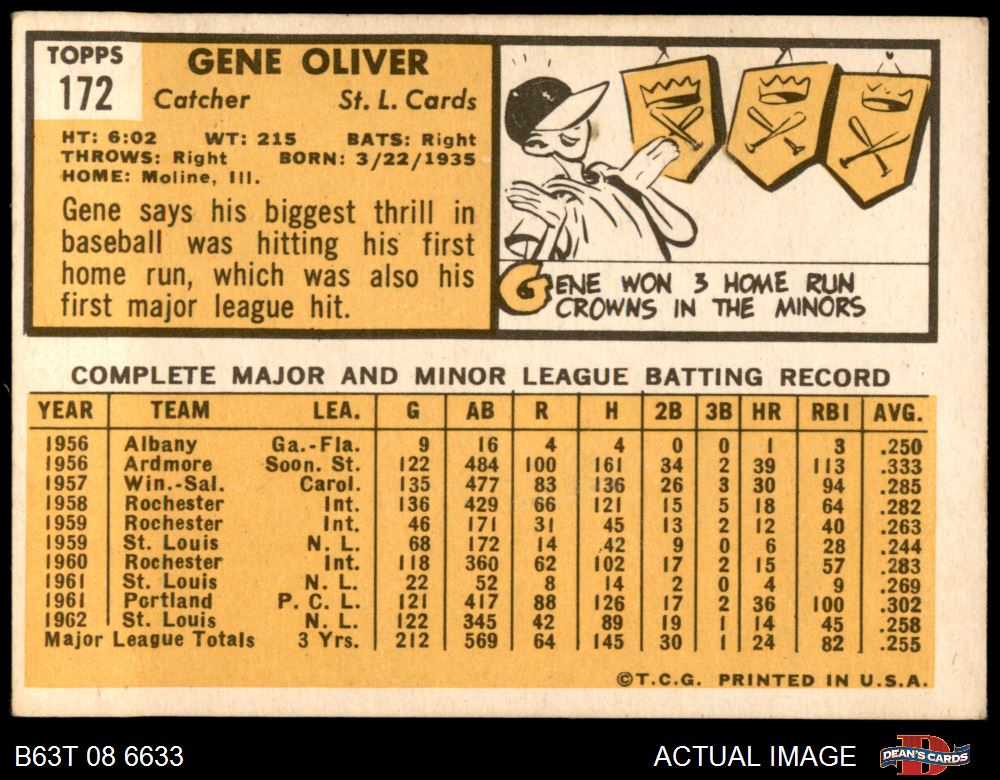 TOPPS
172
GENE OLIVER
Catcher St. L. Cards
HT: 6:02 WT: 215 BATS: Right
THROWS: Right BORN: 3/22/1935
HOME: Moline, Ill.
Gene says his biggest thrill in
baseball was hitting his first
home run, which was also his
first major league hit.
GENE WON 3 HOME RUN
CROWNS IN THE MINORS
COMPLETE MAJOR AND MINOR LEAGUE BATTING RECORD
YEAR TEAM LEA. G AB R H 2B 3B HR RBI AVG.
1956 Albany Ga.-Fla. 9 16 4 4 0 0 1 3 .250
1956 Ardmore Soon. St. 122 484 100 161 34 2 39 113 .333
1957 Win.-Sal. Carol. 135 477 83 136 26 3 30 94 .285
1958 Rochester Int. 136 429 66 121 15 5 18 64 .282
1959 Rochester Int. 46 171 31 45 13 2 12 40 .263
1959 St. Louis N. L. 68 172 14 42 9 0 6 28 .244
1960 Rochester Int. 118 360 62 102 17 2 15 57 .283
1961 St. Louis N. L. 22 52 8 14 2 0 4 9 .269
1961 Portland P. C. L. 121 417 88 126 17 2 36 100 .302
1962 St. Louis N. L. 122 345 42 89 19 1 14 45 .258
Major League Totals 3 Yrs. 212 569 64 145 30 1 24 82 .255
©T.C.G. PRINTED IN U.S.A.
B63T 08 6633 ACTUAL IMAGE DEAN'S CARDS